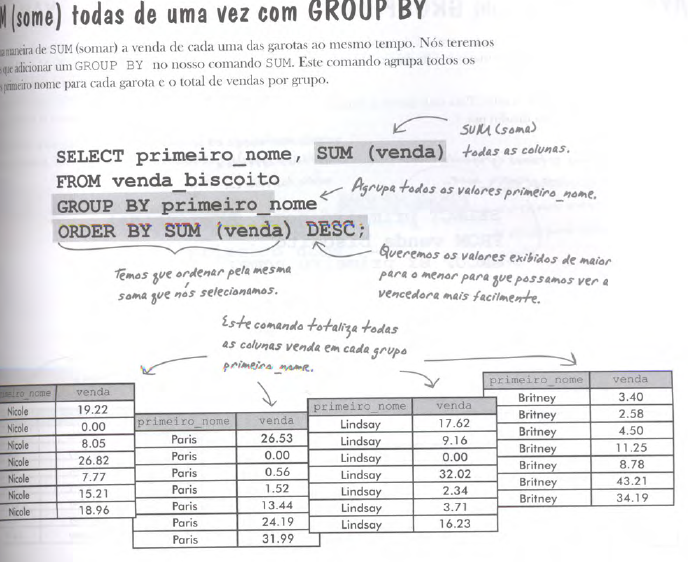 (some) todas de uma vez com GROUP BY
maneira de SUM (somar) a venda de cada uma das garotas ao mesmo tempo. Nós teremos
que adicionar um GROUP BY no nosso comando SUM. Este comando agrupa todos os
primeiro nome para cada garota e o total de vendas por grupo.
SELECT primeiro_nome, SUM (venda)
FROM venda_biscoito
GROUP BY primeiro_nome
ORDER BY SUM (venda) DESC;
SUM (soma)
todas as colunas.
Agrupa todos os valores primeiro_nome.
Temos que ordenar pela mesma
soma que nós selecionamos.
Queremos os valores exibidos de maior
para o menor para que possamos ver a
vencedora mais facilmente.
Este comando totaliza todas
as colunas venda em cada grupo
primeiro_nome.
venda
Nicole 19.22
Nicole 0.00
Nicole 8.05
Nicole 26.82
Nicole 7.77
Nicole 15.21
Nicole 18.96
primeiro_nome venda
Paris 26.53
Paris 0.00
Paris 0.56
Paris 1.52
Paris 13.44
Paris 24.19
Paris 31.99
primeiro_nome venda
Lindsay 17.62
Lindsay 9.16
Lindsay 0.00
Lindsay 32.02
Lindsay 2.34
Lindsay 3.71
Lindsay 16.23
primeiro_nome venda
Britney 3.40
Britney 2.58
Britney 4.50
Britney 11.25
Britney 8.78
Britney 43.21
Britney 34.19